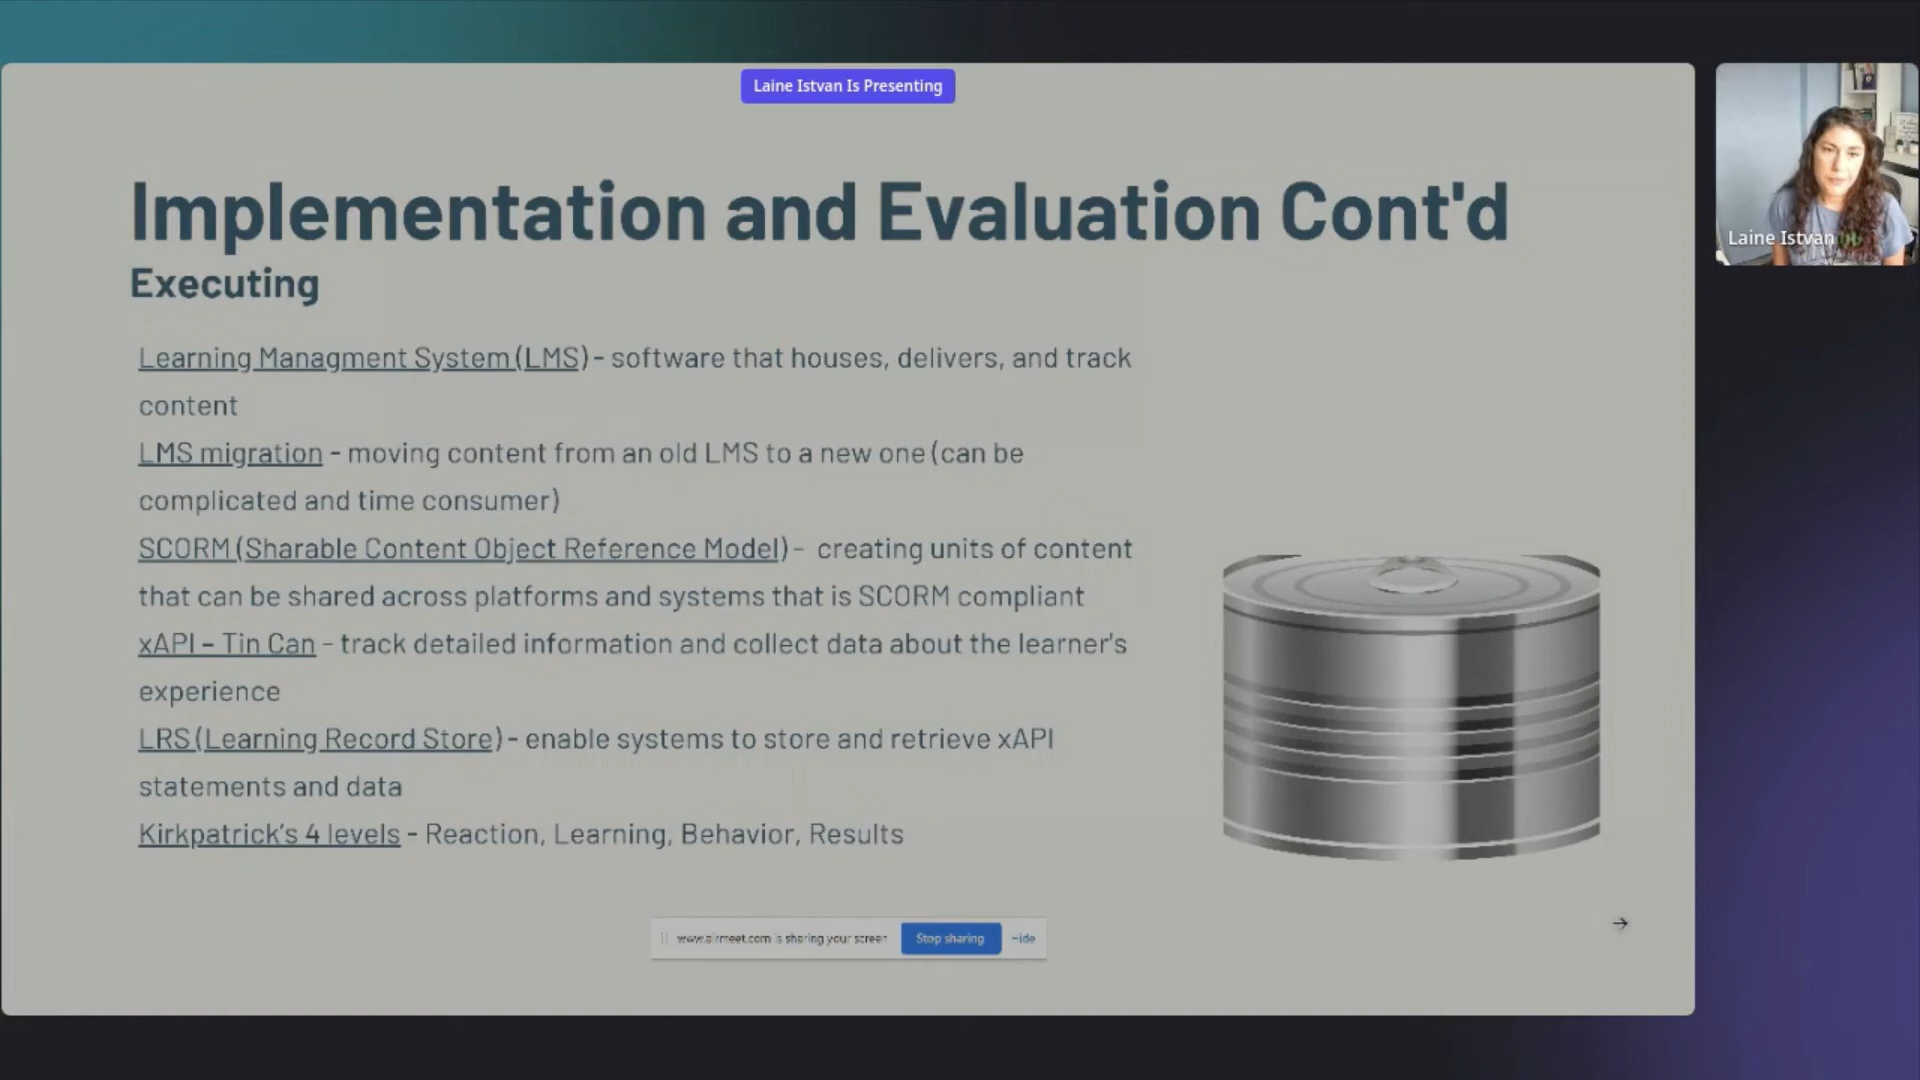 Laine Istvan Is Presenting
Implementation and Evaluation Cont'd
Executing
Learning Managment System (LMS) - software that houses, delivers, and track
content
LMS migration - moving content from an old LMS to a new one (can be
complicated and time consumer)
SCORM (Sharable Content Object Reference Model) - creating units of content
that can be shared across platforms and systems that is SCORM compliant
xAPI – Tin Can - track detailed information and collect data about the learner's
experience
LRS (Learning Record Store) - enable systems to store and retrieve xAPI
statements and data
Kirkpatrick's 4 levels - Reaction, Learning, Behavior, Results
www.airmeet.com is sharing your screen
Stop sharing
Laine Istvan